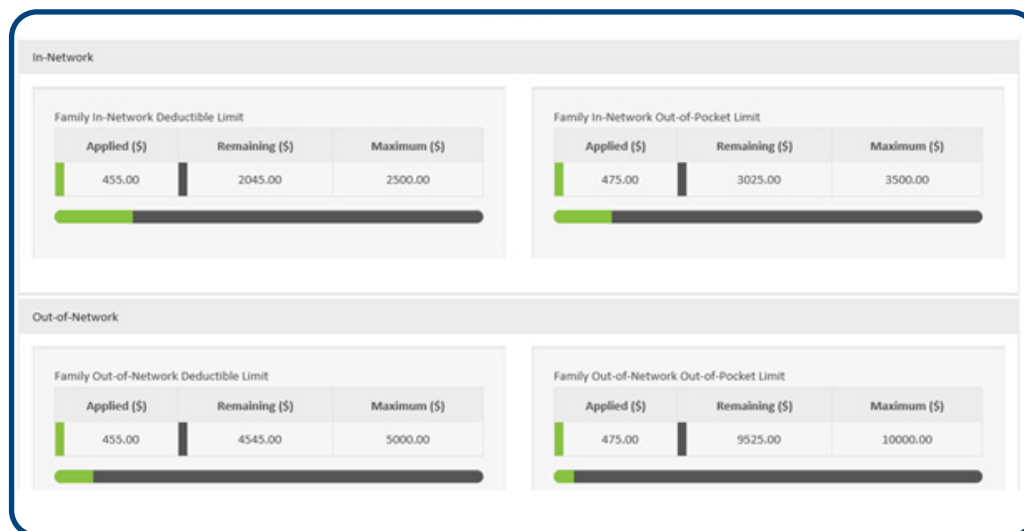 In-Network
Family In-Network Deductible Limit
Applied ($) Remaining ($) Maximum ($)
455.00 2045.00 2500.00
Family In-Network Out-of-Pocket Limit
Applied ($) Remaining ($) Maximum ($)
475.00 3025.00 3500.00
Out-of-Network
Family Out-of-Network Deductible Limit
Applied ($) Remaining ($) Maximum ($)
455.00 4545.00 5000.00
Family Out-of-Network Out-of-Pocket Limit
Applied ($) Remaining ($) Maximum ($)
475.00 9525.00 10000.00